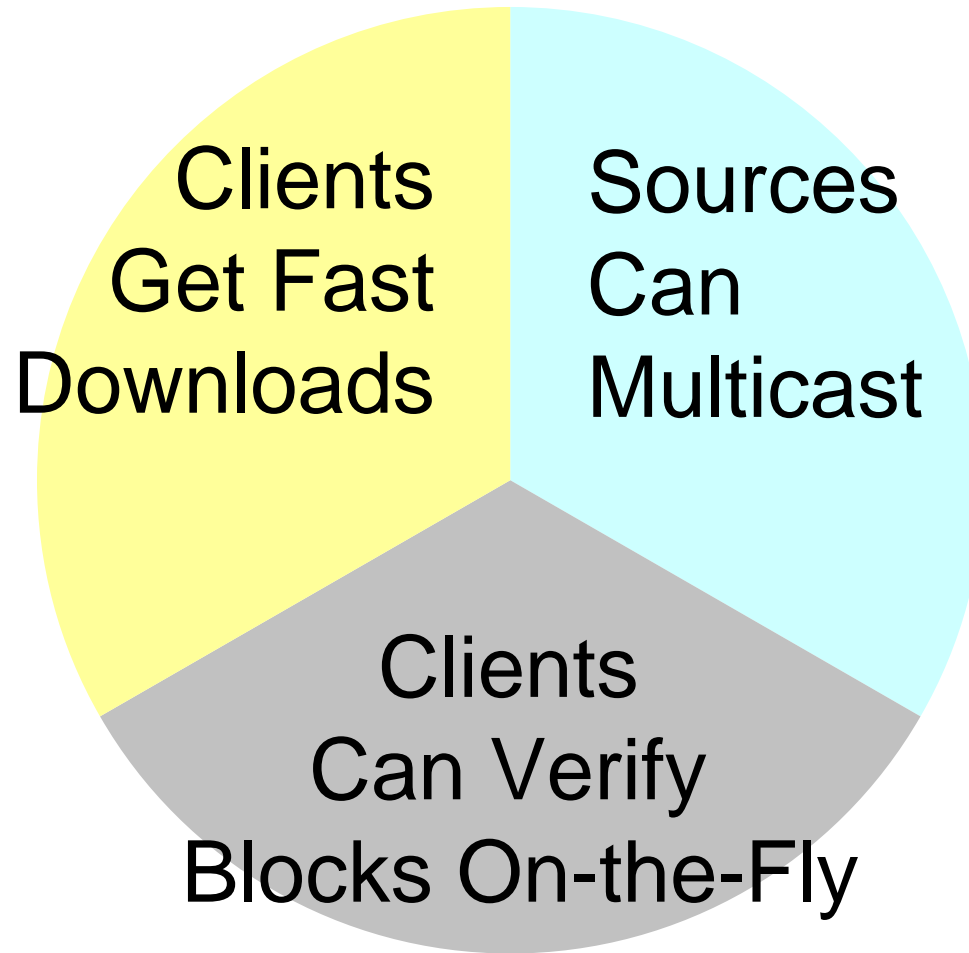 Clients
Get Fast
Downloads
Sources
Can
Multicast
Clients
Can Verify
Blocks On-the-Fly